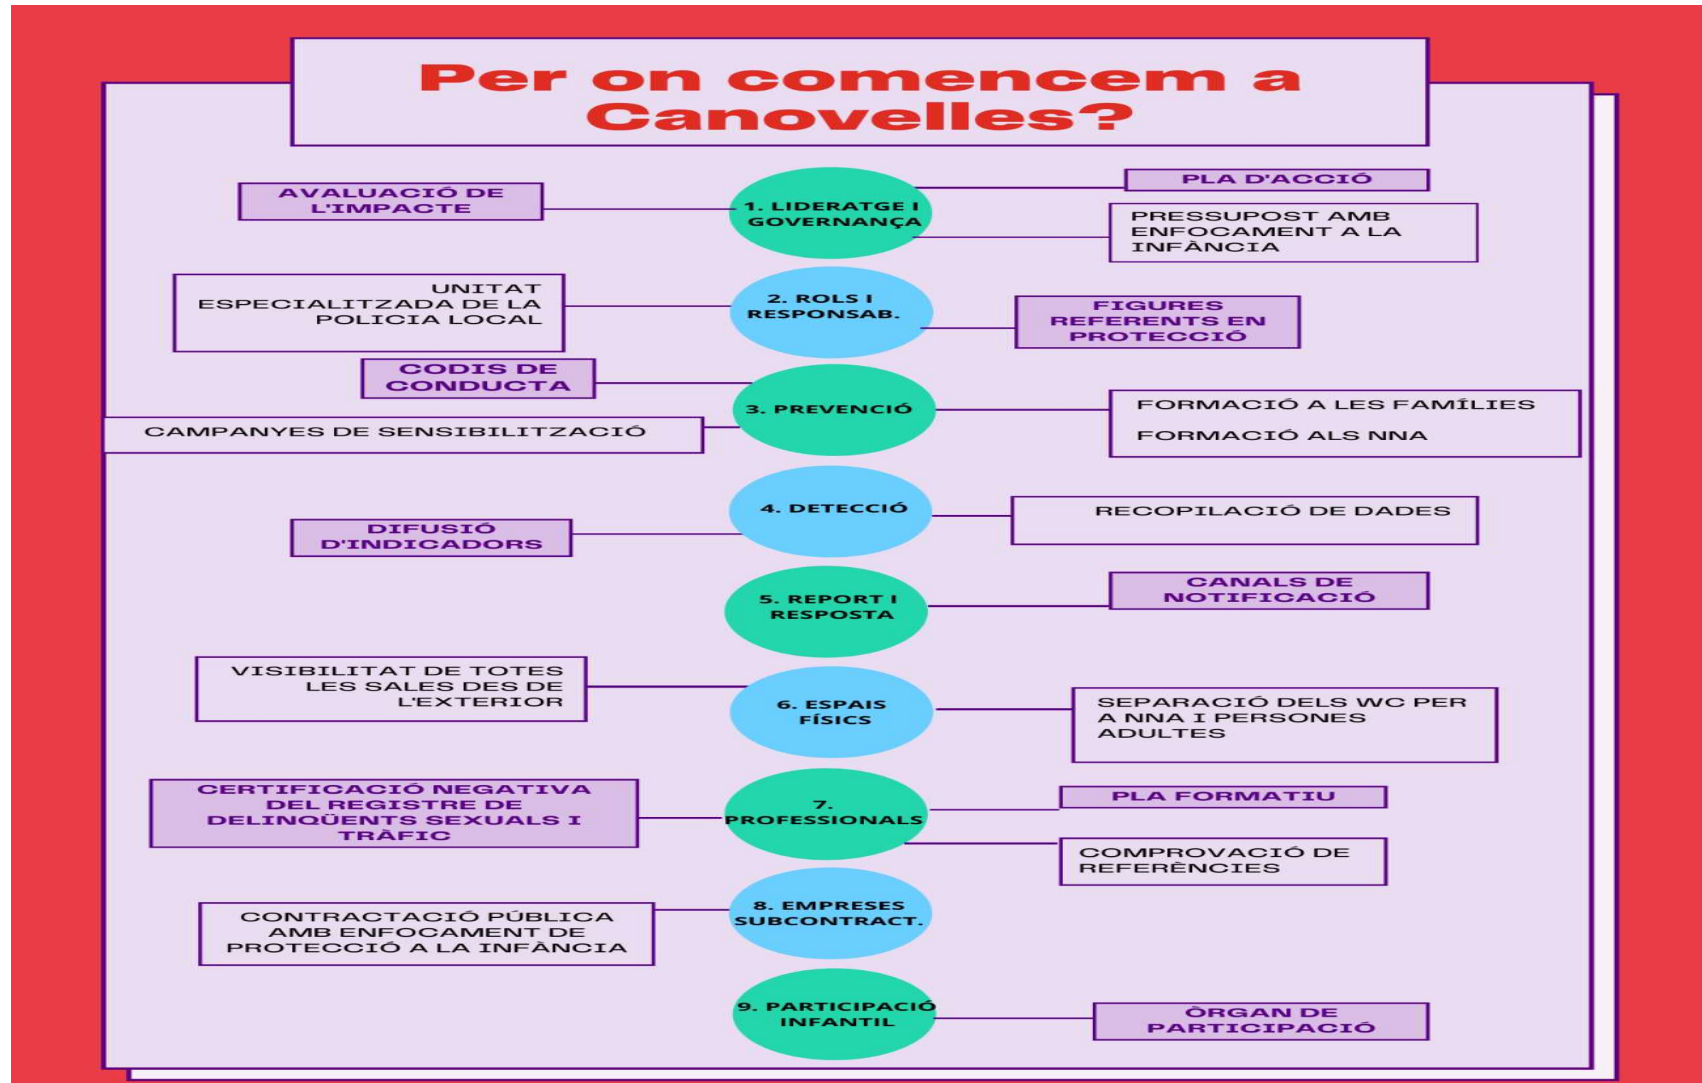 Per on comencem a
Canovelles?
AVALUACIÓ DE
L'IMPACTE
1. LIDERATGE I
GOVERNANÇA
PLA D'ACCIÓ
PRESSUPOST AMB
ENFOCAMENT A LA
INFÀNCIA
UNITAT
ESPECIALITZADA DE LA
POLICIA LOCAL
2. ROLS I
RESPONSAB.
FIGURES
REFERENTS EN
PROTECCIÓ
CODIS DE
CONDUCTA
CAMPANYES DE SENSIBILITZACIÓ
3. PREVENCIÓ
FORMACIÓ A LES FAMÍLIES
FORMACIÓ ALS NNA
DIFUSIÓ
D'INDICADORS
4. DETECCIÓ
RECOPILACIÓ DE DADES
5. REPORT I
RESPOSTA
CANALS DE
NOTIFICACIÓ
VISIBILITAT DE TOTES
LES SALES DES DE
L'EXTERIOR
6. ESPAIS
FÍSICS
SEPARACIÓ DELS WC PER
A NNA I PERSONES
ADULTES
CERTIFICACIÓ NEGATIVA
DEL REGISTRE DE
DELINQÜENTS SEXUALS I
TRÀFIC
7.
PROFESSIONALS
PLA FORMATIU
COMPROVACIÓ DE
REFERÈNCIES
CONTRACTACIÓ PÚBLICA
AMB ENFOCAMENT DE
PROTECCIÓ A LA INFÀNCIA
8. EMPRESES
SUBCONTRACT.
9. PARTICIPACIÓ
INFANTIL
ÒRGAN DE
PARTICIPACIÓ